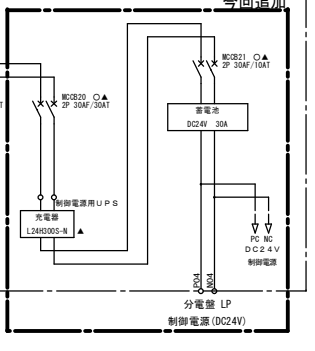 今回追加
MCCB21 ○▲
2P 30AF/10AT
MCCB20 ○▲
2P 30AF/30AT
蓄電池
DC24V 30A
制御電源用UPS
充電器
L24H300S-N ▲
PC NC
DC24V
制御電源
P04
N04
分電盤 LP
制御電源(DC24V)